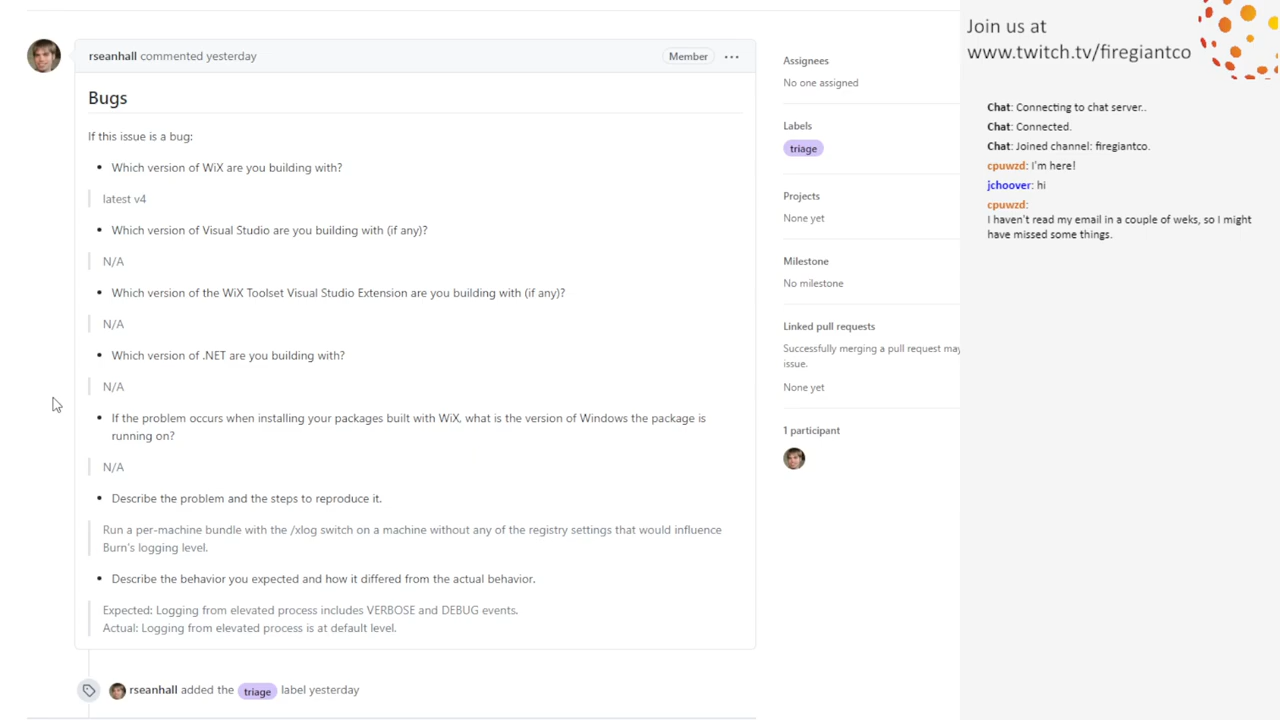 rseanhall commented yesterday
Member
Bugs
If this issue is a bug:
Which version of WiX are you building with?
latest v4
Which version of Visual Studio are you building with (if any)?
N/A
Which version of the WiX Toolset Visual Studio Extension are you building with (if any)?
N/A
Which version of .NET are you building with?
N/A
If the problem occurs when installing your packages built with WiX, what is the version of Windows the package is
running on?
N/A
Describe the problem and the steps to reproduce it.
Run a per-machine bundle with the /xlog switch on a machine without any of the registry settings that would influence
Burn's logging level.
Describe the behavior you expected and how it differed from the actual behavior.
Expected: Logging from elevated process includes VERBOSE and DEBUG events.
Actual: Logging from elevated process is at default level.
rseanhall added the triage label yesterday
Assignees
No one assigned
Labels
triage
Projects
None yet
Milestone
No milestone
Linked pull requests
Successfully merging a pull request may
issue.
None yet
1 participant
Join us at
www.twitch.tv/firegiantco
Chat: Connecting to chat server..
Chat: Connected.
Chat: Joined channel: firegiantco.
cpuwzd: I'm here!
jchoover: hi
cpuwzd:
I haven't read my email in a couple of weks, so I might
have missed some things.